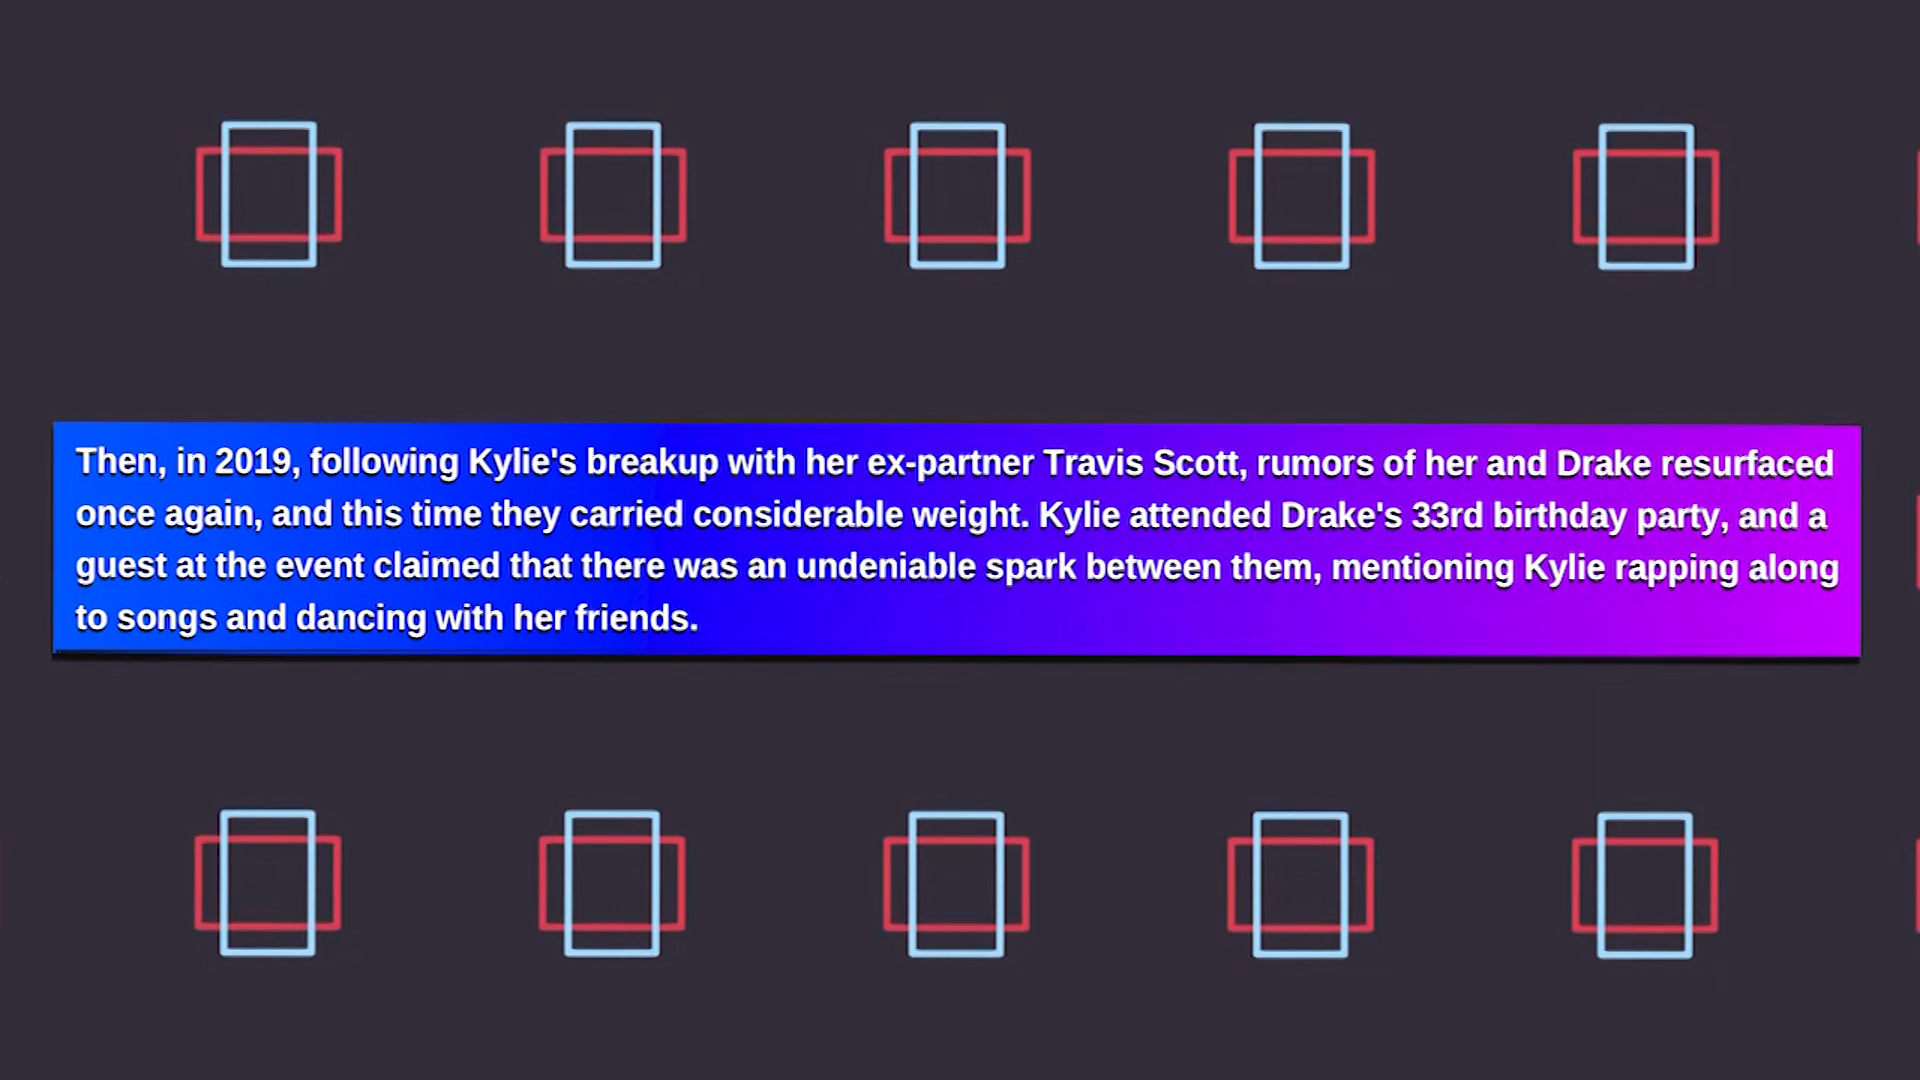 Then, in 2019, following Kylie's breakup with her ex-partner Travis Scott, rumors of her and Drake resurfaced
once again, and this time they carried considerable weight. Kylie attended Drake's 33rd birthday party, and a
guest at the event claimed that there was an undeniable spark between them, mentioning Kylie rapping along
to songs and dancing with her friends.